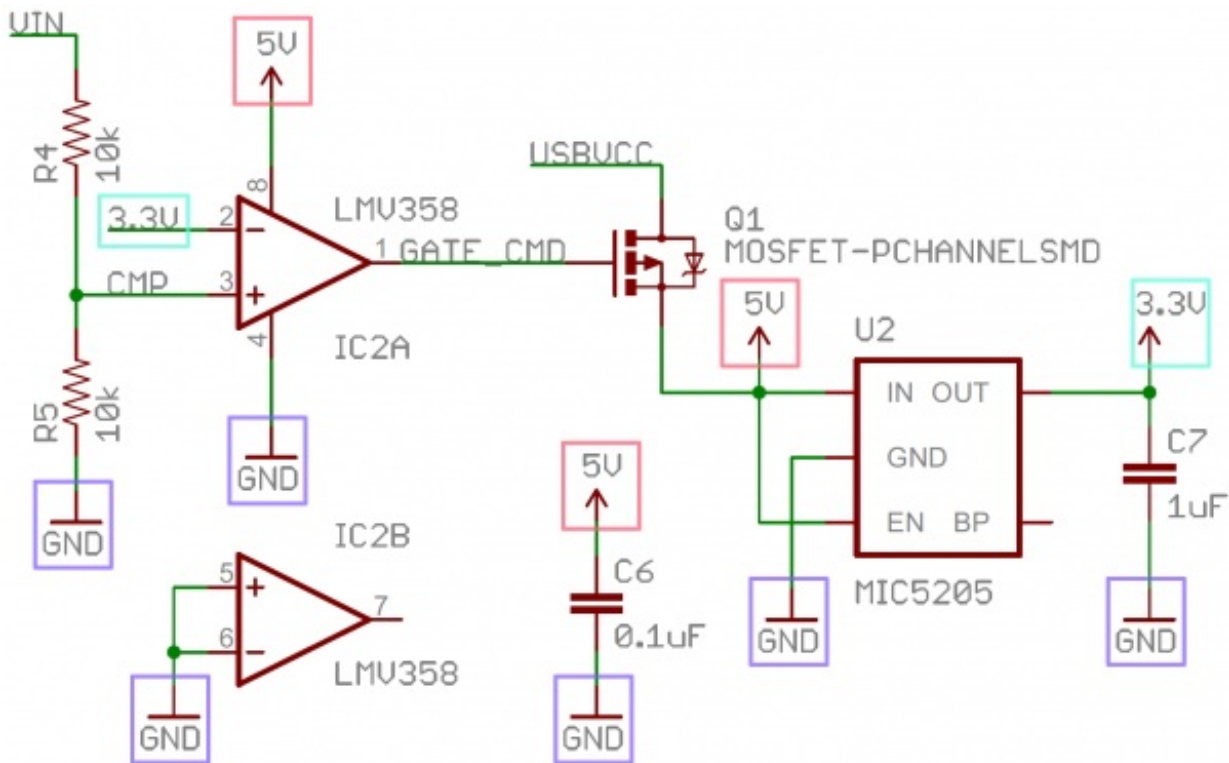 VIN
5V
R4
10k
3.3V
2
8
LMV358
1
GATE_CMD
USBVCC
Q1
MOSFET-PCHANNELSMD
CMP
3
4
IC2A
R5
10k
GND
GND
5V
U2
3.3V
IN OUT
GND
EN BP
MIC5205
C7
1uF
GND
GND
IC2B
5
6
7
LMV358
GND
5V
C6
0.1uF
GND